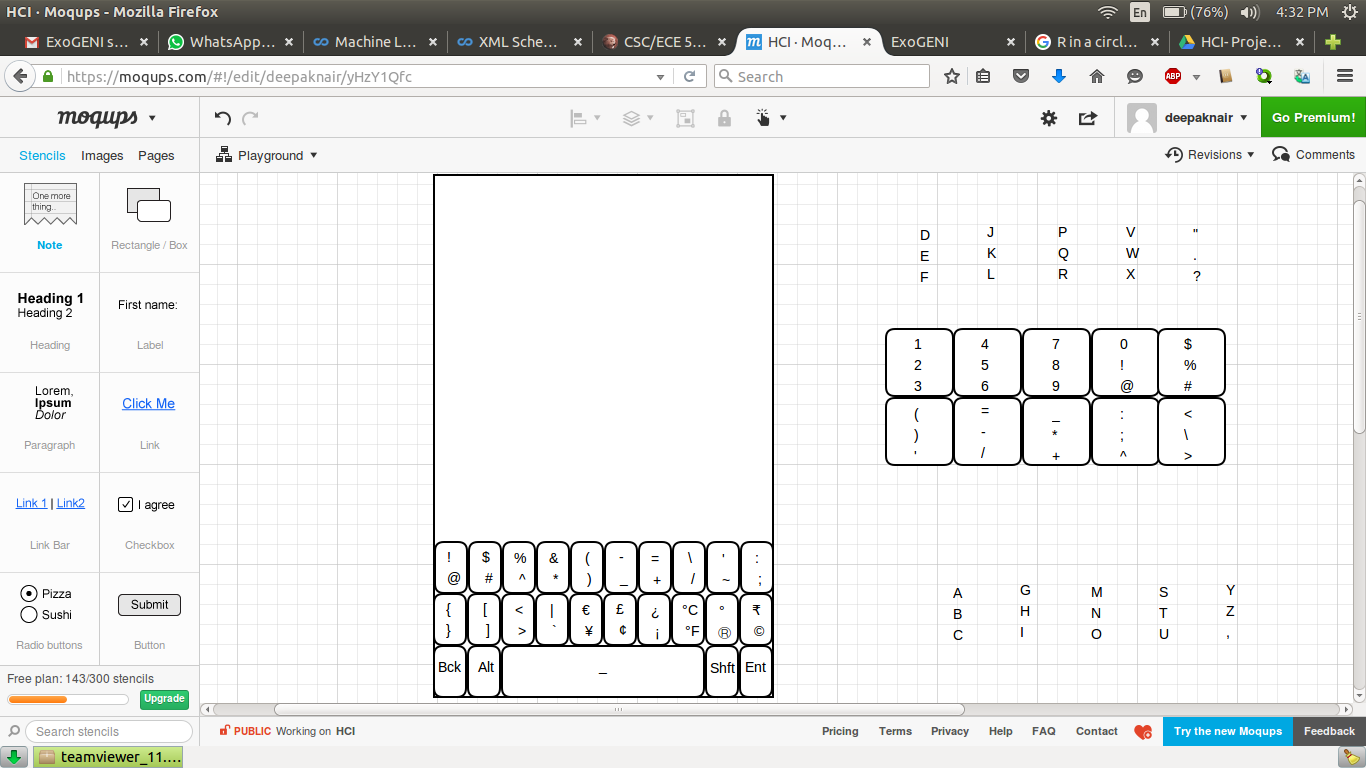 HCI · Moqups - Mozilla Firefox
En (76%) 4:32 PM
ExoGENI s... WhatsApp... Machine L... XML Sche... CSC/ECE 5... HCI · Moq... ExoGENI R in a circl... HCI- Proje...
https://moqups.com/#!/edit/deepaknair/yHzY1Qfc
Search
ABP
moqups
deepaknair
Go Premium!
Stencils Images Pages
Playground
Revisions Comments
One more
thing..
Note
Rectangle / Box
Heading 1
Heading 2
Heading
First name:
Label
Lorem,
Ipsum
Dolor
Paragraph
Click Me
Link
Link 1 | Link2
Link Bar
I agree
Checkbox
Pizza
Sushi
Radio buttons
Submit
Button
Free plan: 143/300 stencils
Upgrade
Search stencils
D J P V "
E K Q W .
F L R X ?
1 4 7 0 $
2 5 8 ! %
3 6 9 @ #
( = _ : <
) - * ; \
' / + ^ >
! $ % & ( - = \ ' :
@ # ^ * ) _ + / ~ ;
{ [ < | € £ ¿ °C ° ₹
} ] > ` ¥ ¢ ¡ °F Ⓡ ©
Bck Alt _ Shft Ent
A G M S Y
B H N T Z
C I O U ,
PUBLIC Working on HCI
Pricing Terms Privacy Help FAQ Contact
Try the new Moqups
Feedback
teamviewer_11....